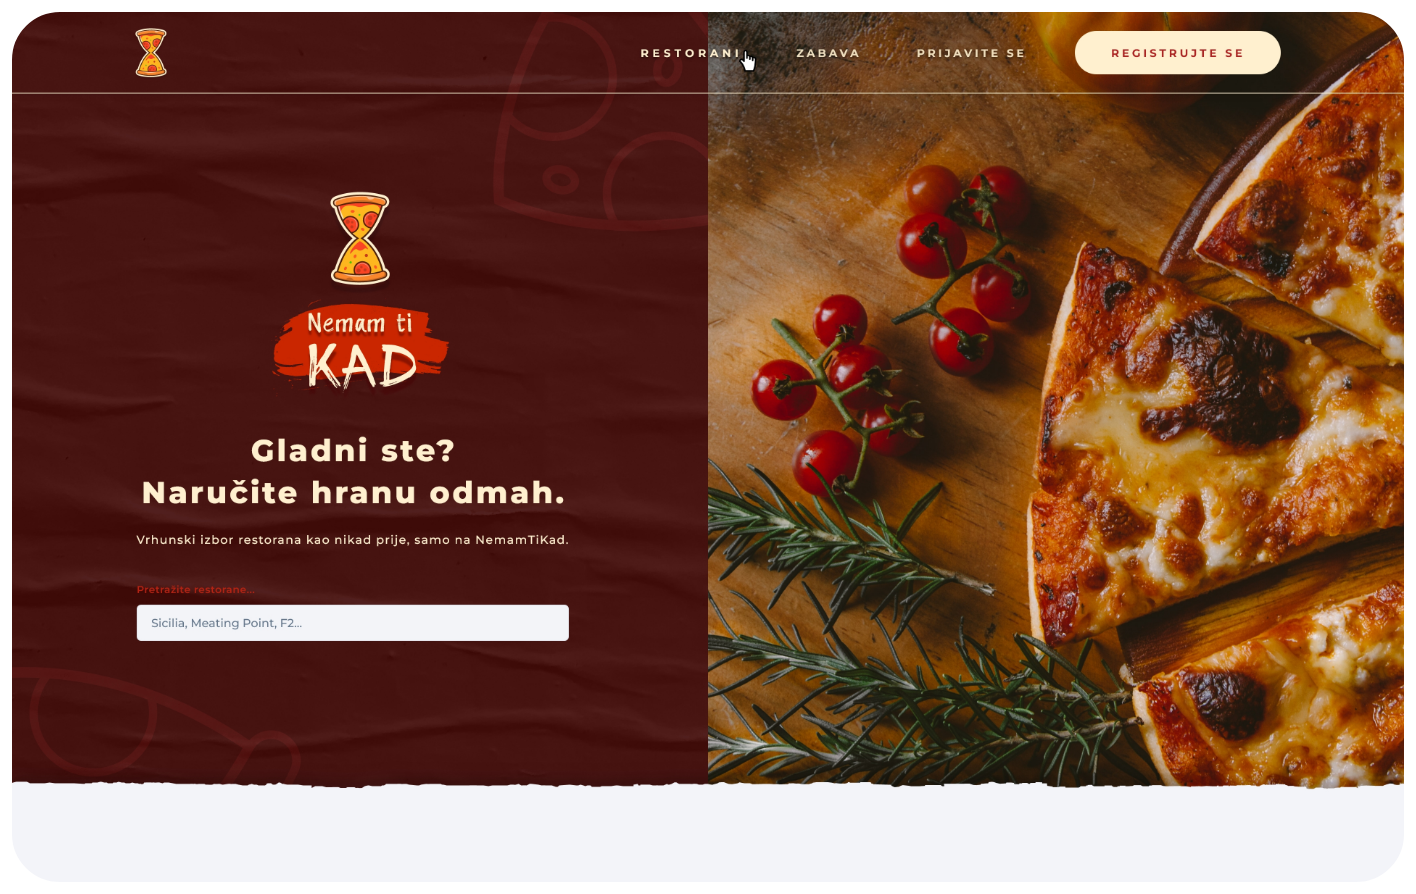 RESTORANI
ZABAVA
PRIJAVITE SE
REGISTRUJTE SE
Nemam ti
KAD
Gladni ste?
Naručite hranu odmah.
Vrhunski izbor restorana kao nikad prije, samo na NemamTiKad.
Pretražite restorane...
Sicilia, Meating Point, F2...